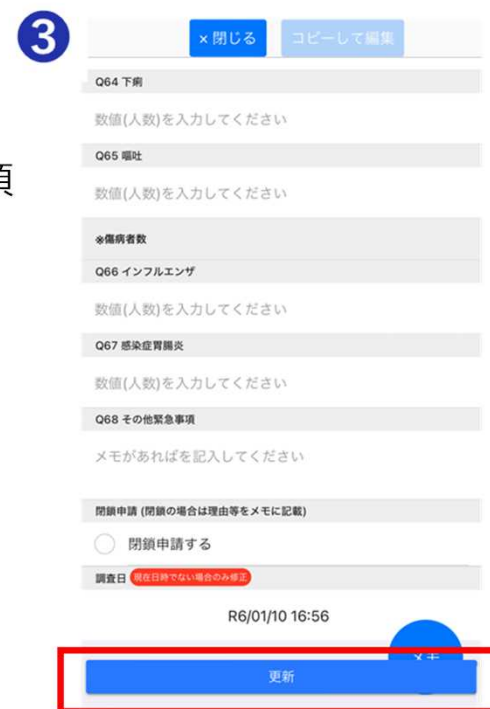 3
× 閉じる
コピーして編集
Q64 下痢
数値(人数)を入力してください
Q65 嘔吐
数値(人数)を入力してください
項
※傷病者数
Q66 インフルエンザ
数値(人数)を入力してください
Q67 感染症胃腸炎
数値(人数)を入力してください
Q68 その他緊急事項
メモがあればを記入してください
閉鎖申請 (閉鎖の場合は理由等をメモに記載)
閉鎖申請する
調査日 現在日時でない場合のみ修正
R6/01/10 16:56
メモ
更新